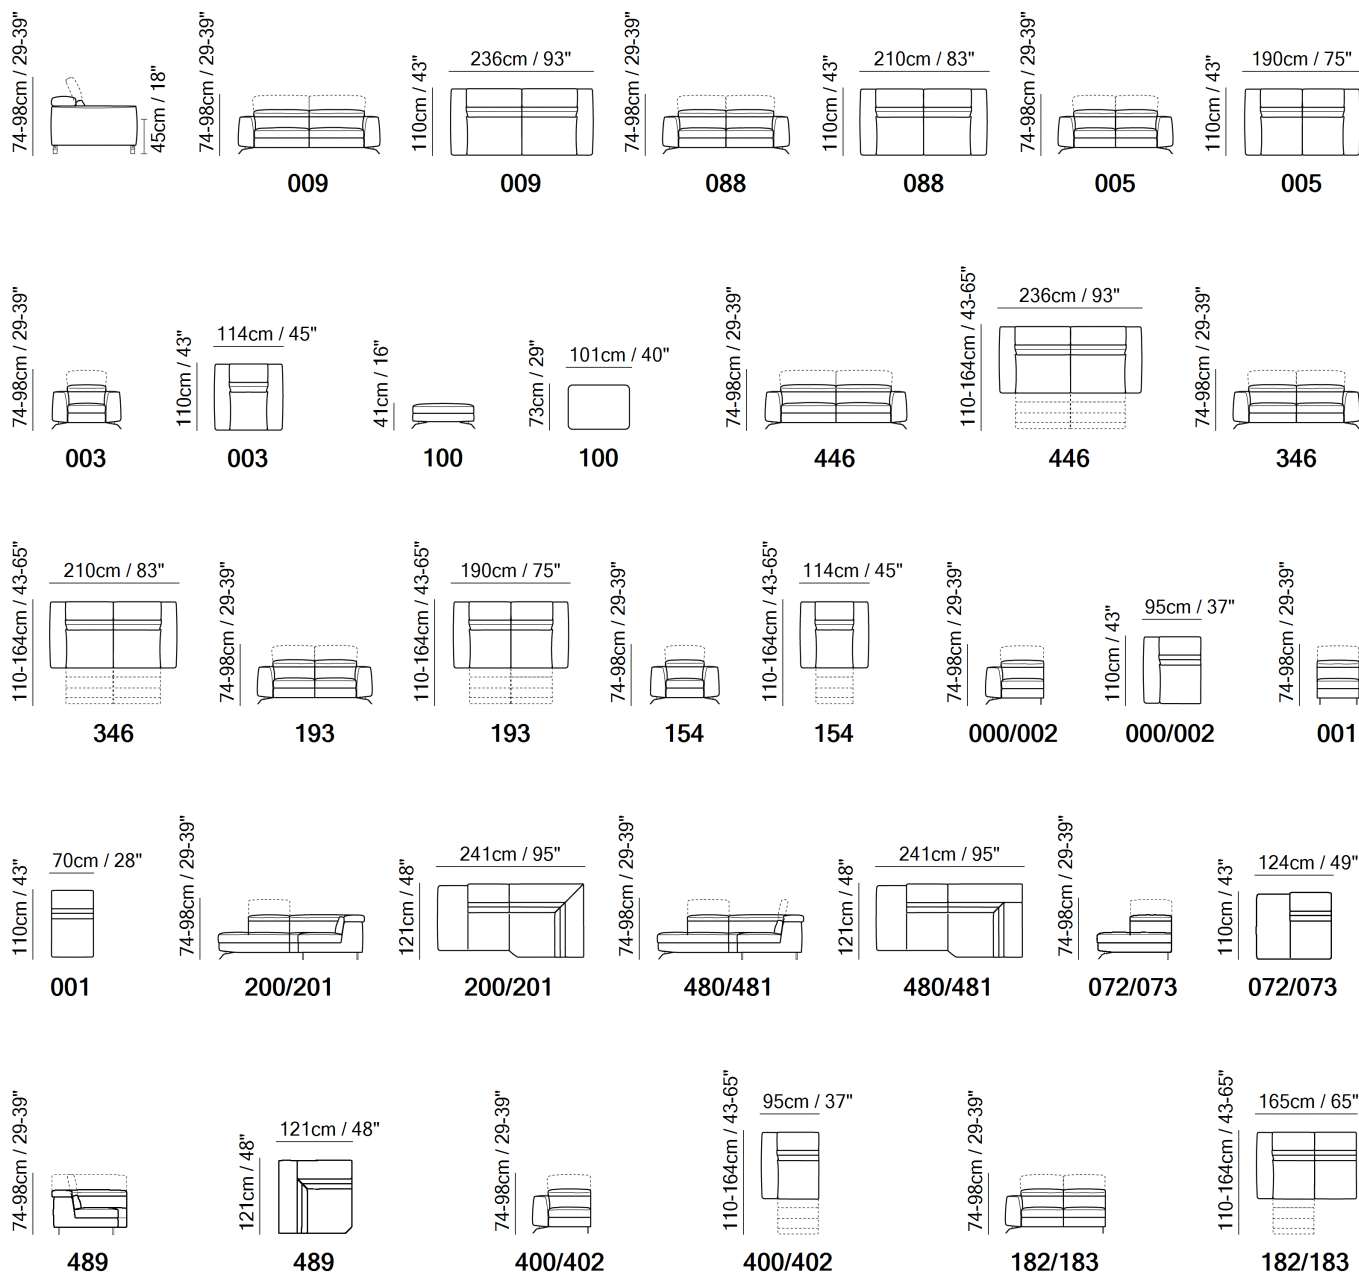 74-98cm / 29-39"
45cm / 18"
74-98cm / 29-39"
009
110cm / 43"
236cm / 93"
009
74-98cm / 29-39"
088
110cm / 43"
210cm / 83"
088
74-98cm / 29-39"
005
110cm / 43"
190cm / 75"
005
74-98cm / 29-39"
003
110cm / 43"
114cm / 45"
003
41cm / 16"
100
73cm / 29"
101cm / 40"
100
74-98cm / 29-39"
446
110-164cm / 43-65"
236cm / 93"
446
74-98cm / 29-39"
346
110-164cm / 43-65"
210cm / 83"
346
74-98cm / 29-39"
193
110-164cm / 43-65"
190cm / 75"
193
74-98cm / 29-39"
154
110-164cm / 43-65"
114cm / 45"
154
74-98cm / 29-39"
000/002
110cm / 43"
95cm / 37"
000/002
74-98cm / 29-39"
001
110cm / 43"
70cm / 28"
001
74-98cm / 29-39"
200/201
121cm / 48"
241cm / 95"
200/201
74-98cm / 29-39"
480/481
121cm / 48"
241cm / 95"
480/481
74-98cm / 29-39"
072/073
110cm / 43"
124cm / 49"
072/073
74-98cm / 29-39"
489
121cm / 48"
121cm / 48"
489
74-98cm / 29-39"
400/402
110-164cm / 43-65"
95cm / 37"
400/402
74-98cm / 29-39"
182/183
110-164cm / 43-65"
165cm / 65"
182/183